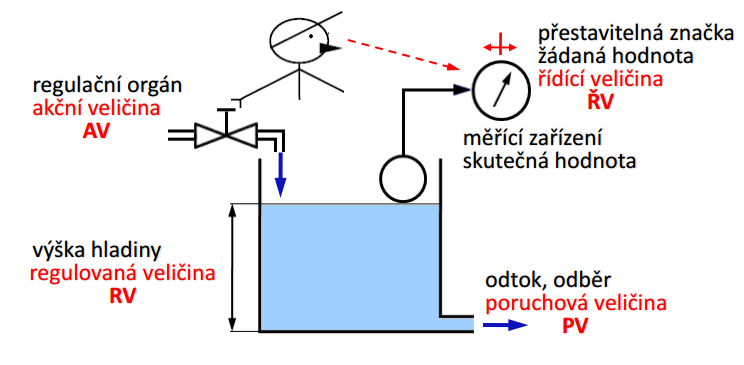 přestavitelná značka
žádaná hodnota
řídící veličina
ŘV
regulační orgán
akční veličina
AV
měřící zařízení
skutečná hodnota
výška hladiny
regulovaná veličina
RV
odtok, odběr
poruchová veličina
PV